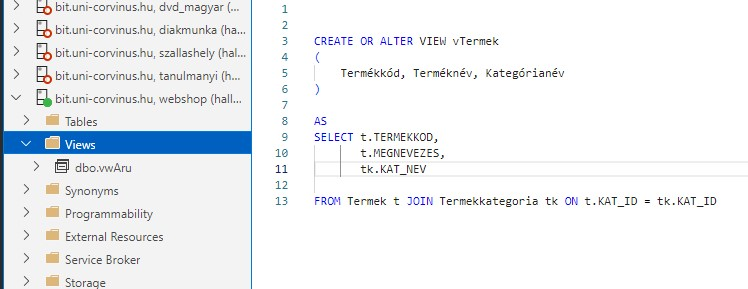 bit.uni-corvinus.hu, dvd_magyar (...
bit.uni-corvinus.hu, diakmunka (ha...
bit.uni-corvinus.hu, szallashely (hal...
bit.uni-corvinus.hu, tanulmanyi (h...
bit.uni-corvinus.hu, webshop (hall...
Tables
Views
dbo.vwAru
Synonyms
Programmability
External Resources
Service Broker
Storage
1
2
3 CREATE OR ALTER VIEW vTermek
4 (
5 Termékkód, Terméknév, Kategórianév
6 )
7
8 AS
9 SELECT t.TERMEKKOD,
10 t.MEGNEVEZES,
11 tk.KAT_NEV
12
13 FROM Termek t JOIN Termekkategoria tk ON t.KAT_ID = tk.KAT_ID